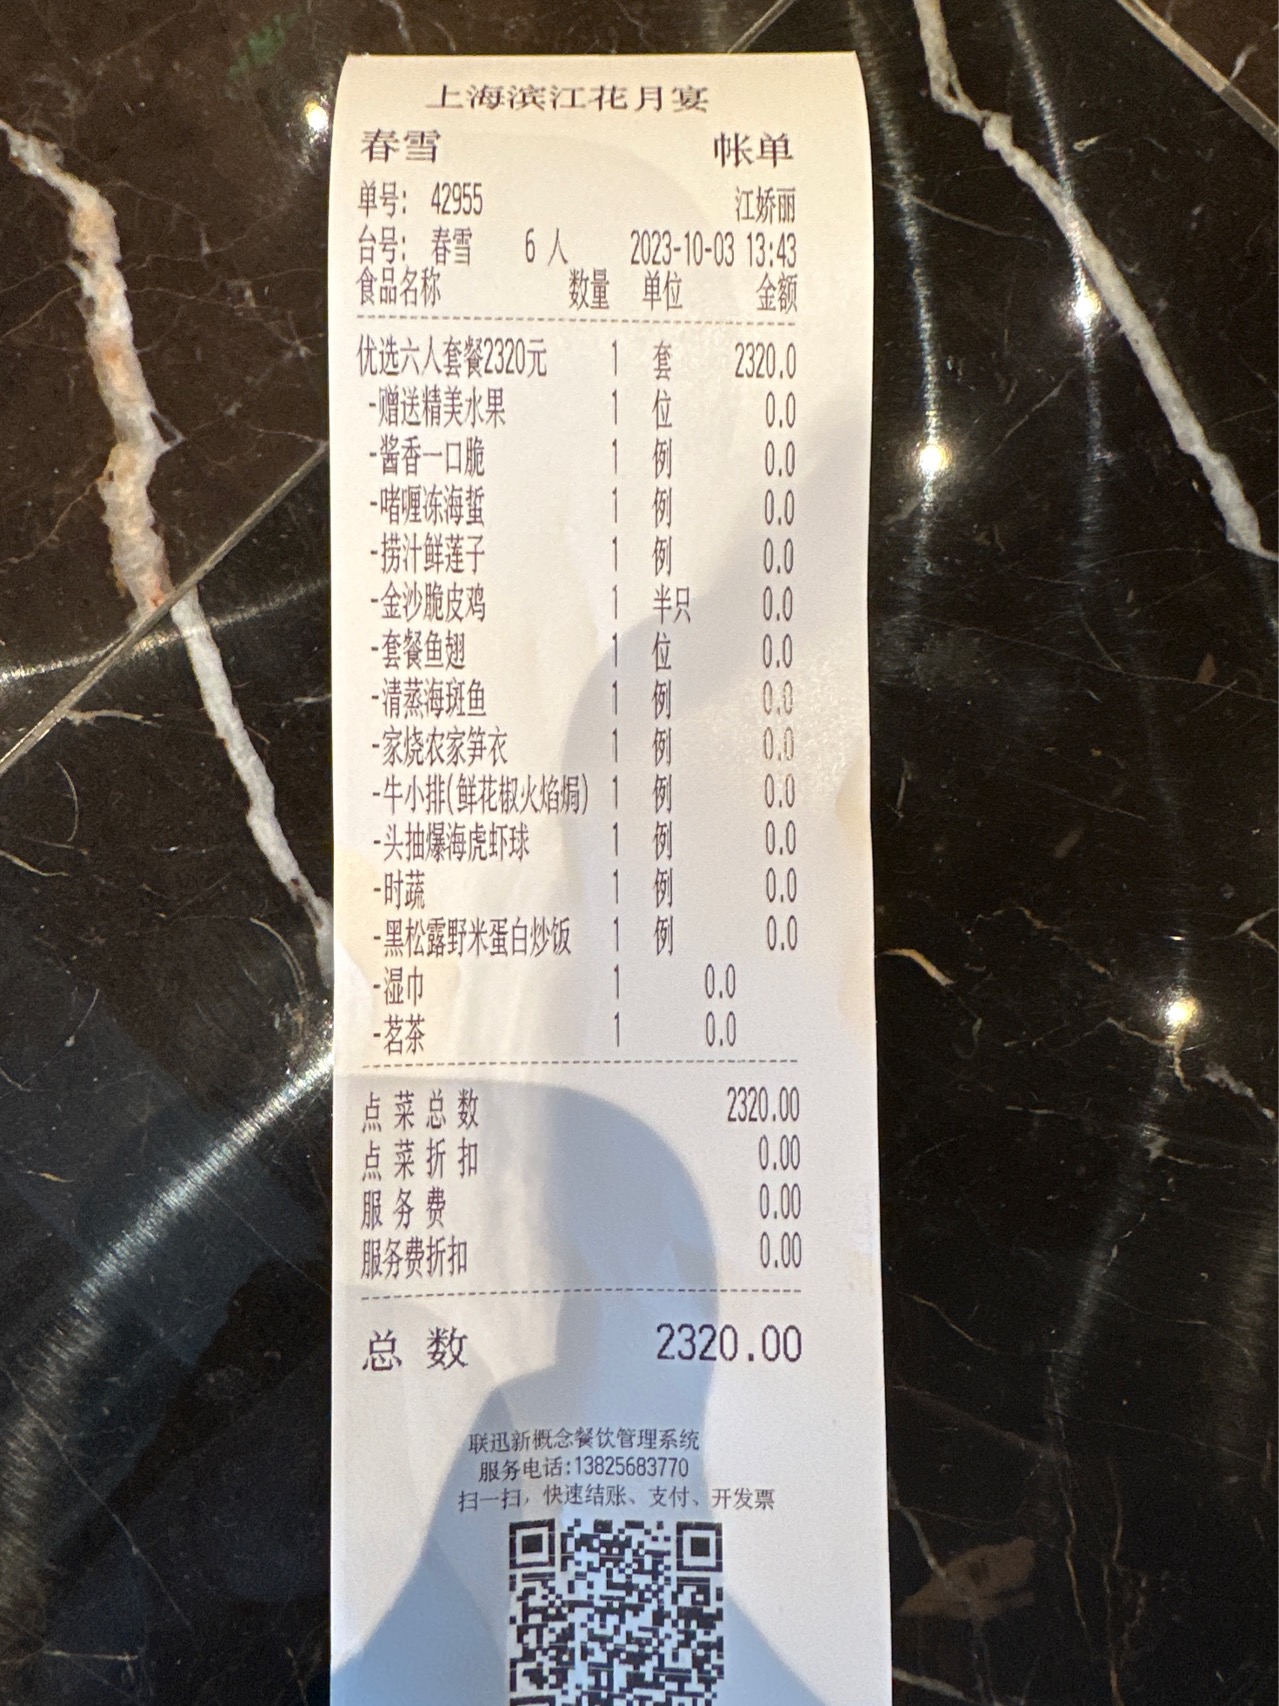 上海滨江花月宴
春雪 帐单
单号: 42955 江娇丽
台号: 春雪 6 人 2023-10-03 13:43
食品名称 数量 单位 金额
优选六人套餐2320元 1 套 2320.0
-赠送精美水果 1 位 0.0
-酱香一口脆 1 例 0.0
-啫喱冻海蜇 1 例 0.0
-捞汁鲜莲子 1 例 0.0
-金沙脆皮鸡 1 半只 0.0
-套餐鱼翅 1 位 0.0
-清蒸海斑鱼 1 例 0.0
-家烧农家笋衣 1 例 0.0
-牛小排(鲜花椒火焰焗) 1 例 0.0
-头抽爆海虎虾球 1 例 0.0
-时蔬 1 例 0.0
-黑松露野米蛋白炒饭 1 例 0.0
-湿巾 1 0.0
-茗茶 1 0.0
点菜总数 2320.00
点菜折扣 0.00
服务费 0.00
服务费折扣 0.00
总数 2320.00
联迅新概念餐饮管理系统
服务电话:13825683770
扫一扫，快速结账、支付、开发票